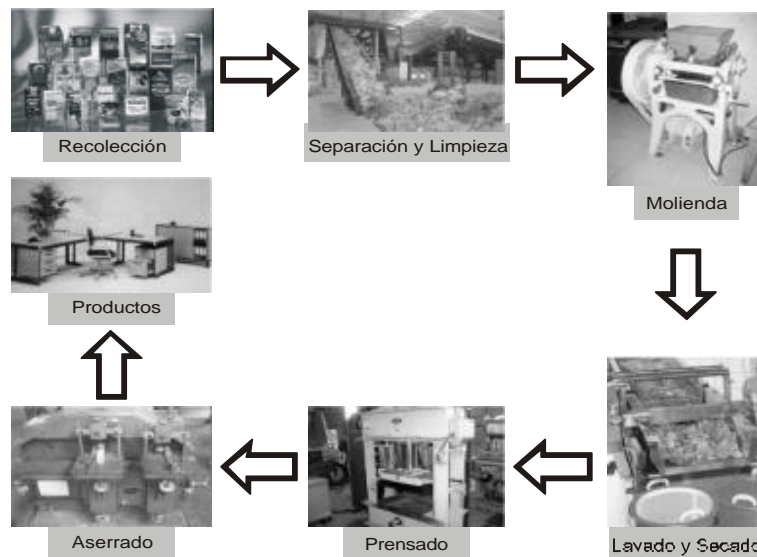 Recolección
Separación y Limpieza
Molienda
Lavado y Secado
Prensado
Aserrado
Productos